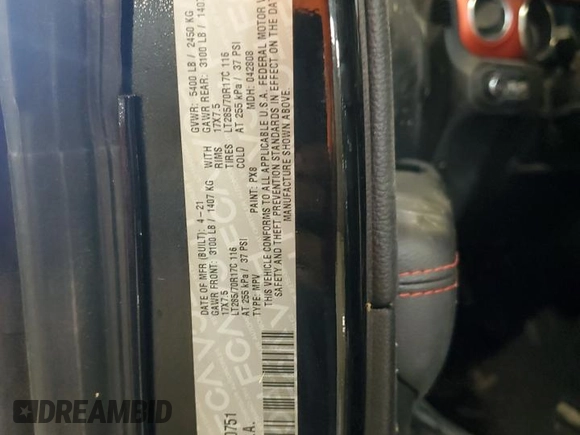 DATE OF MFR (BUILT): 4-21 GVWR: 5400 LB / 2450 KG
GAWR FRONT: 3100 LB / 1407 KG WITH GAWR REAR: 3100 LB / 1407
17X7.5 RIMS 17X7.5
LT285/70R17C 116 TIRES LT285/70R17C 116
AT 255 kPa / 37 PSI COLD AT 255 kPa / 37 PSI
TYPE: MPV PAINT: PX8 MDH: 042808
THIS VEHICLE CONFORMS TO ALL APPLICABLE U.S.A. FEDERAL MOTOR V
SAFETY AND THEFT PREVENTION STANDARDS IN EFFECT ON THE DA
MANUFACTURE SHOWN ABOVE.
0751
A.
DREAMBID